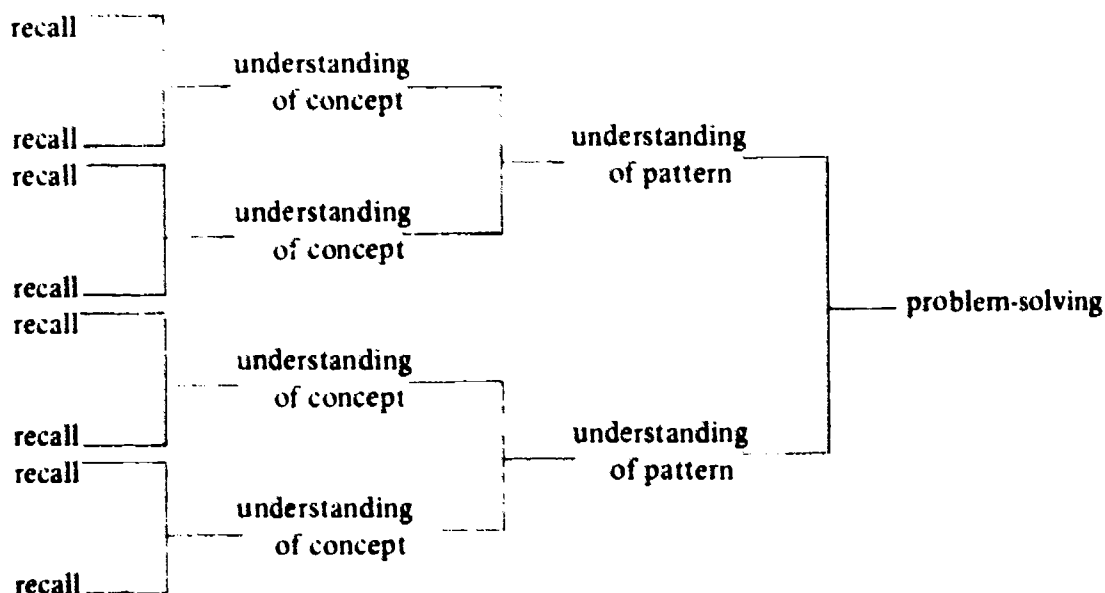 recall
understanding
of concept
recall
understanding
of pattern
recall
understanding
of concept
recall
problem-solving
recall
understanding
of concept
recall
understanding
of pattern
recall
understanding
of concept
recall